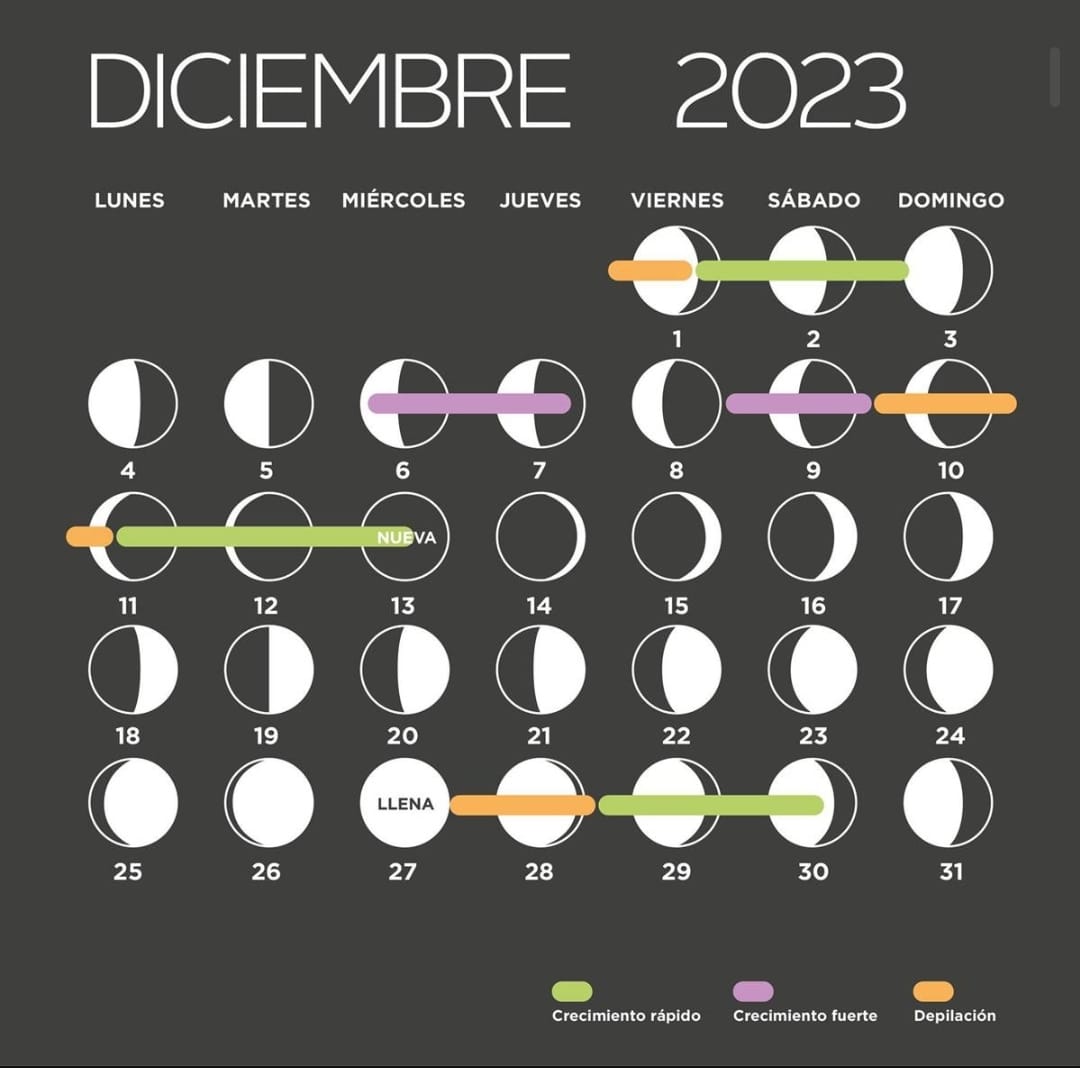 DICIEMBRE 2023
LUNES MARTES MIÉRCOLES JUEVES VIERNES SÁBADO DOMINGO
1 2 3
4 5 6 7 8 9 10
NUEVA
11 12 13 14 15 16 17
18 19 20 21 22 23 24
LLENA
25 26 27 28 29 30 31
Crecimiento rápido Crecimiento fuerte Depilación